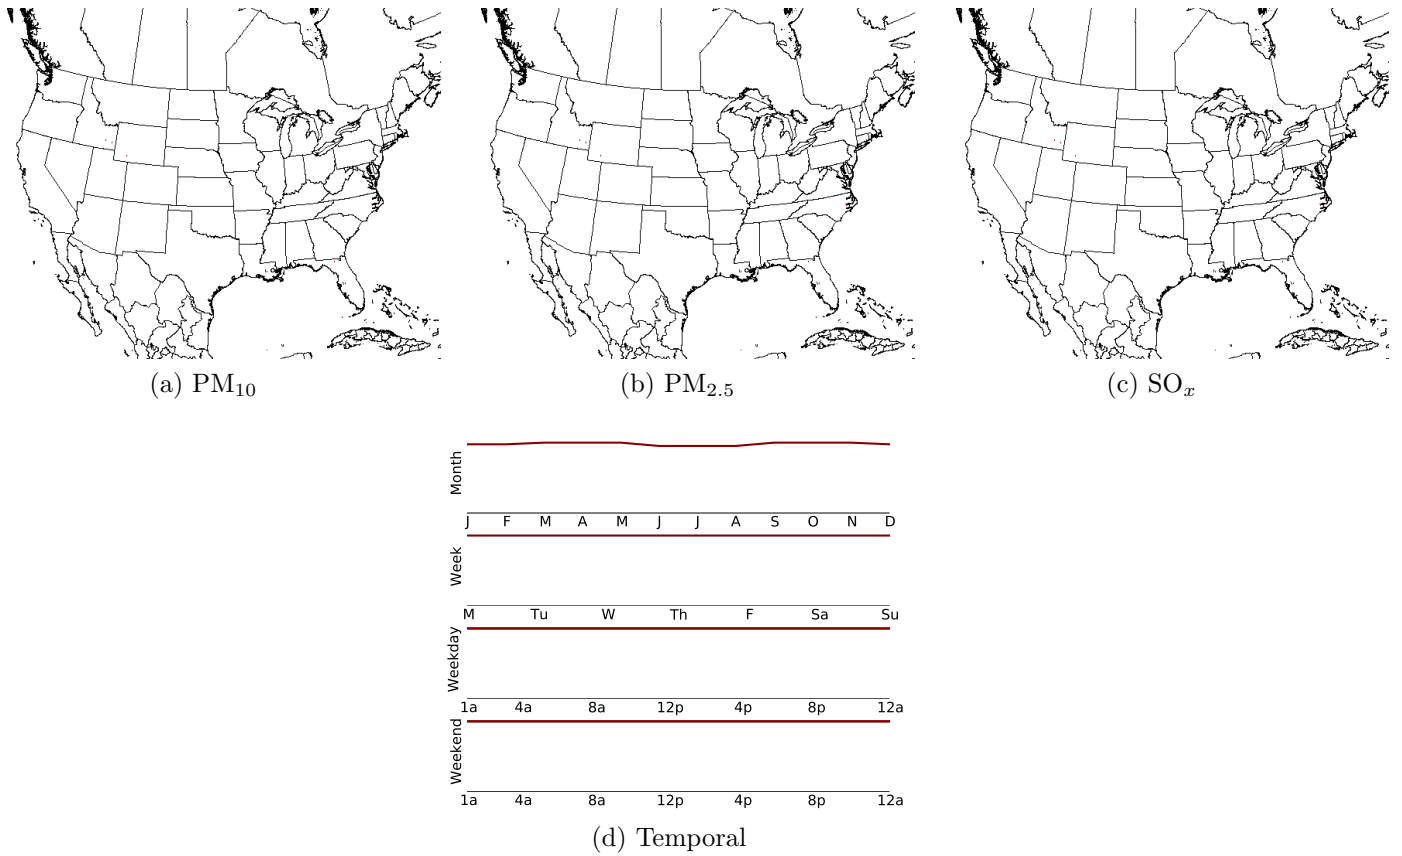 (a) PM10
(b) PM2.5
(c) SOx
Month
J F M A M J J A S O N D
Week
M Tu W Th F Sa Su
Weekday
1a 4a 8a 12p 4p 8p 12a
Weekend
1a 4a 8a 12p 4p 8p 12a
(d) Temporal